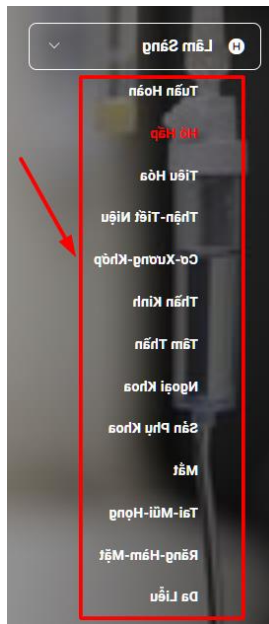 H Lâm Sàng
Tuần Hoàn
Hô Hấp
Tiêu Hóa
Thận-Tiết Niệu
Cơ-Xương-Khớp
Thần Kinh
Tâm Thần
Ngoại Khoa
Sản Phụ Khoa
Mắt
Tai-Mũi-Họng
Răng-Hàm-Mặt
Da Liễu